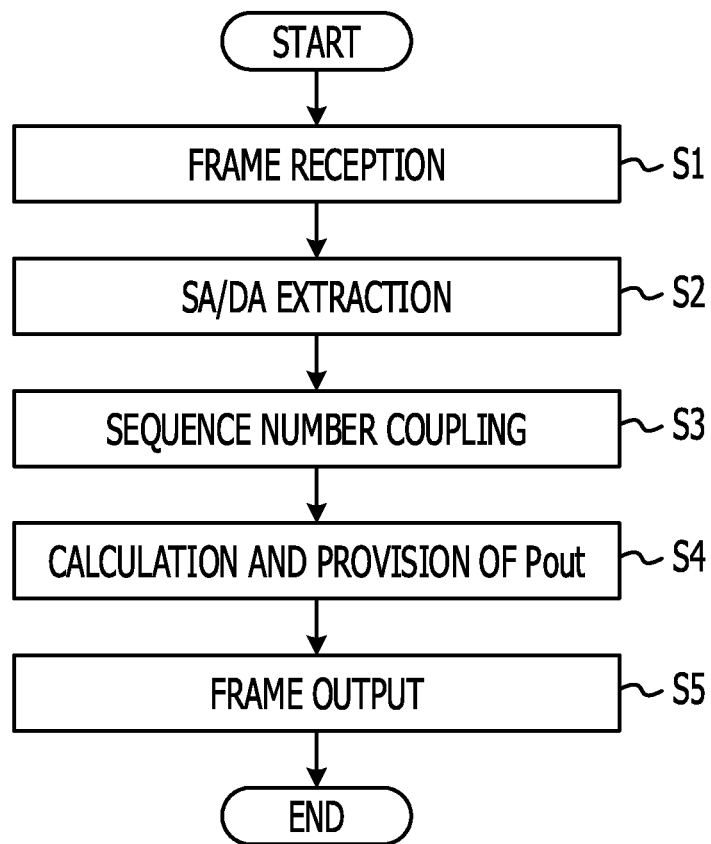 START
FRAME RECEPTION
S1
SA/DA EXTRACTION
S2
SEQUENCE NUMBER COUPLING
S3
CALCULATION AND PROVISION OF Pout
S4
FRAME OUTPUT
S5
END